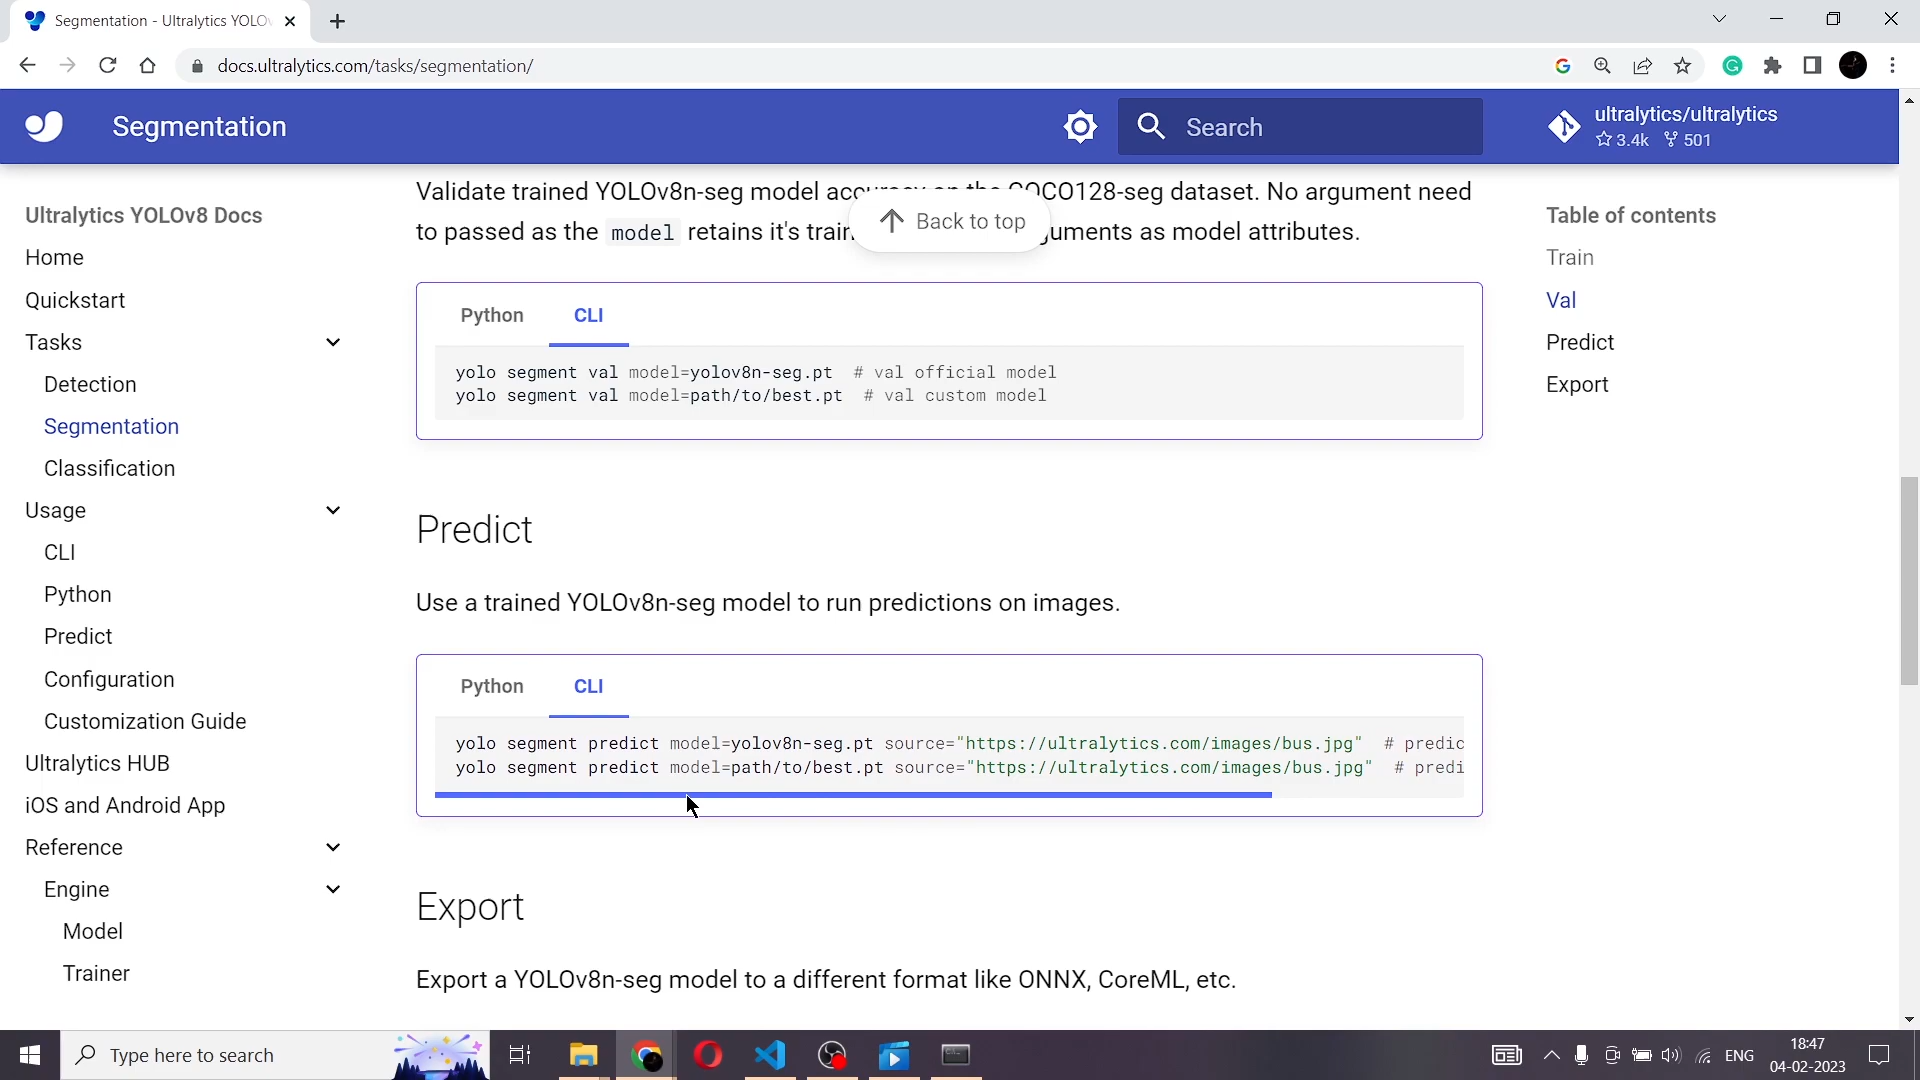 Segmentation - Ultralytics YOLO
docs.ultralytics.com/tasks/segmentation/
Segmentation
Search
ultralytics/ultralytics
3.4k 501
Ultralytics YOLOv8 Docs
Home
Quickstart
Tasks
Detection
Segmentation
Classification
Usage
CLI
Python
Predict
Configuration
Customization Guide
Ultralytics HUB
iOS and Android App
Reference
Engine
Model
Trainer
Validate trained YOLOv8n-seg model accuracy on the COCO128-seg dataset. No argument need
to passed as the model retains it's train guments as model attributes.
Back to top
Python CLI
yolo segment val model=yolov8n-seg.pt # val official model
yolo segment val model=path/to/best.pt # val custom model
Predict
Use a trained YOLOv8n-seg model to run predictions on images.
Python CLI
yolo segment predict model=yolov8n-seg.pt source="https://ultralytics.com/images/bus.jpg" # predic
yolo segment predict model=path/to/best.pt source="https://ultralytics.com/images/bus.jpg" # predi
Export
Export a YOLOv8n-seg model to a different format like ONNX, CoreML, etc.
Table of contents
Train
Val
Predict
Export
Type here to search
ENG
18:47
04-02-2023